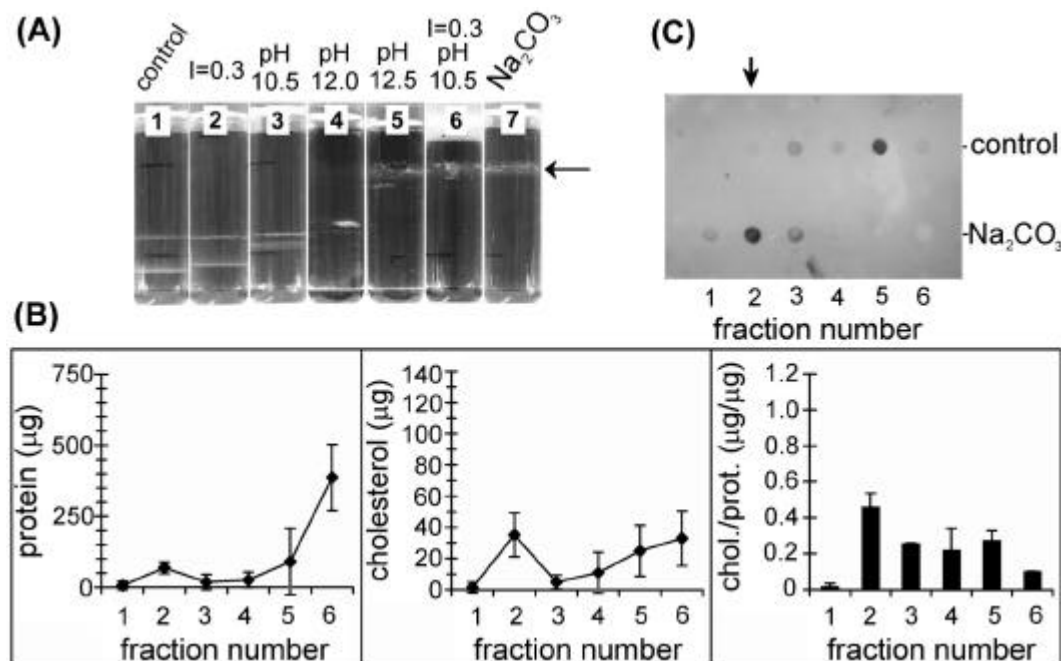 (A)
control
I=0.3
pH
10.5
pH
12.0
pH
12.5
I=0.3
pH
10.5
Na₂CO₃
1 2 3 4 5 6 7
(C)
control
Na₂CO₃
1 2 3 4 5 6
fraction number
(B)
protein (μg)
750
500
250
0
1 2 3 4 5 6
fraction number
cholesterol (μg)
140
120
100
80
60
40
20
0
1 2 3 4 5 6
fraction number
chol./prot. (μg/μg)
1.2
1.0
0.8
0.4
0.2
0
1 2 3 4 5 6
fraction number